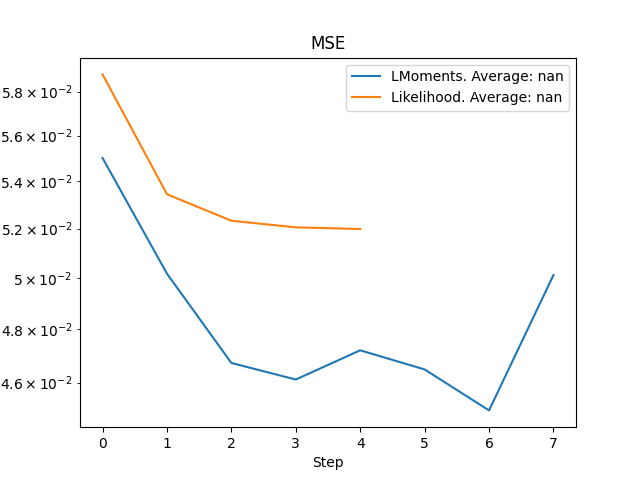 MSE
LMoments. Average: nan
Likelihood. Average: nan
5.8 × 10⁻²
5.6 × 10⁻²
5.4 × 10⁻²
5.2 × 10⁻²
5 × 10⁻²
4.8 × 10⁻²
4.6 × 10⁻²
0 1 2 3 4 5 6 7
Step